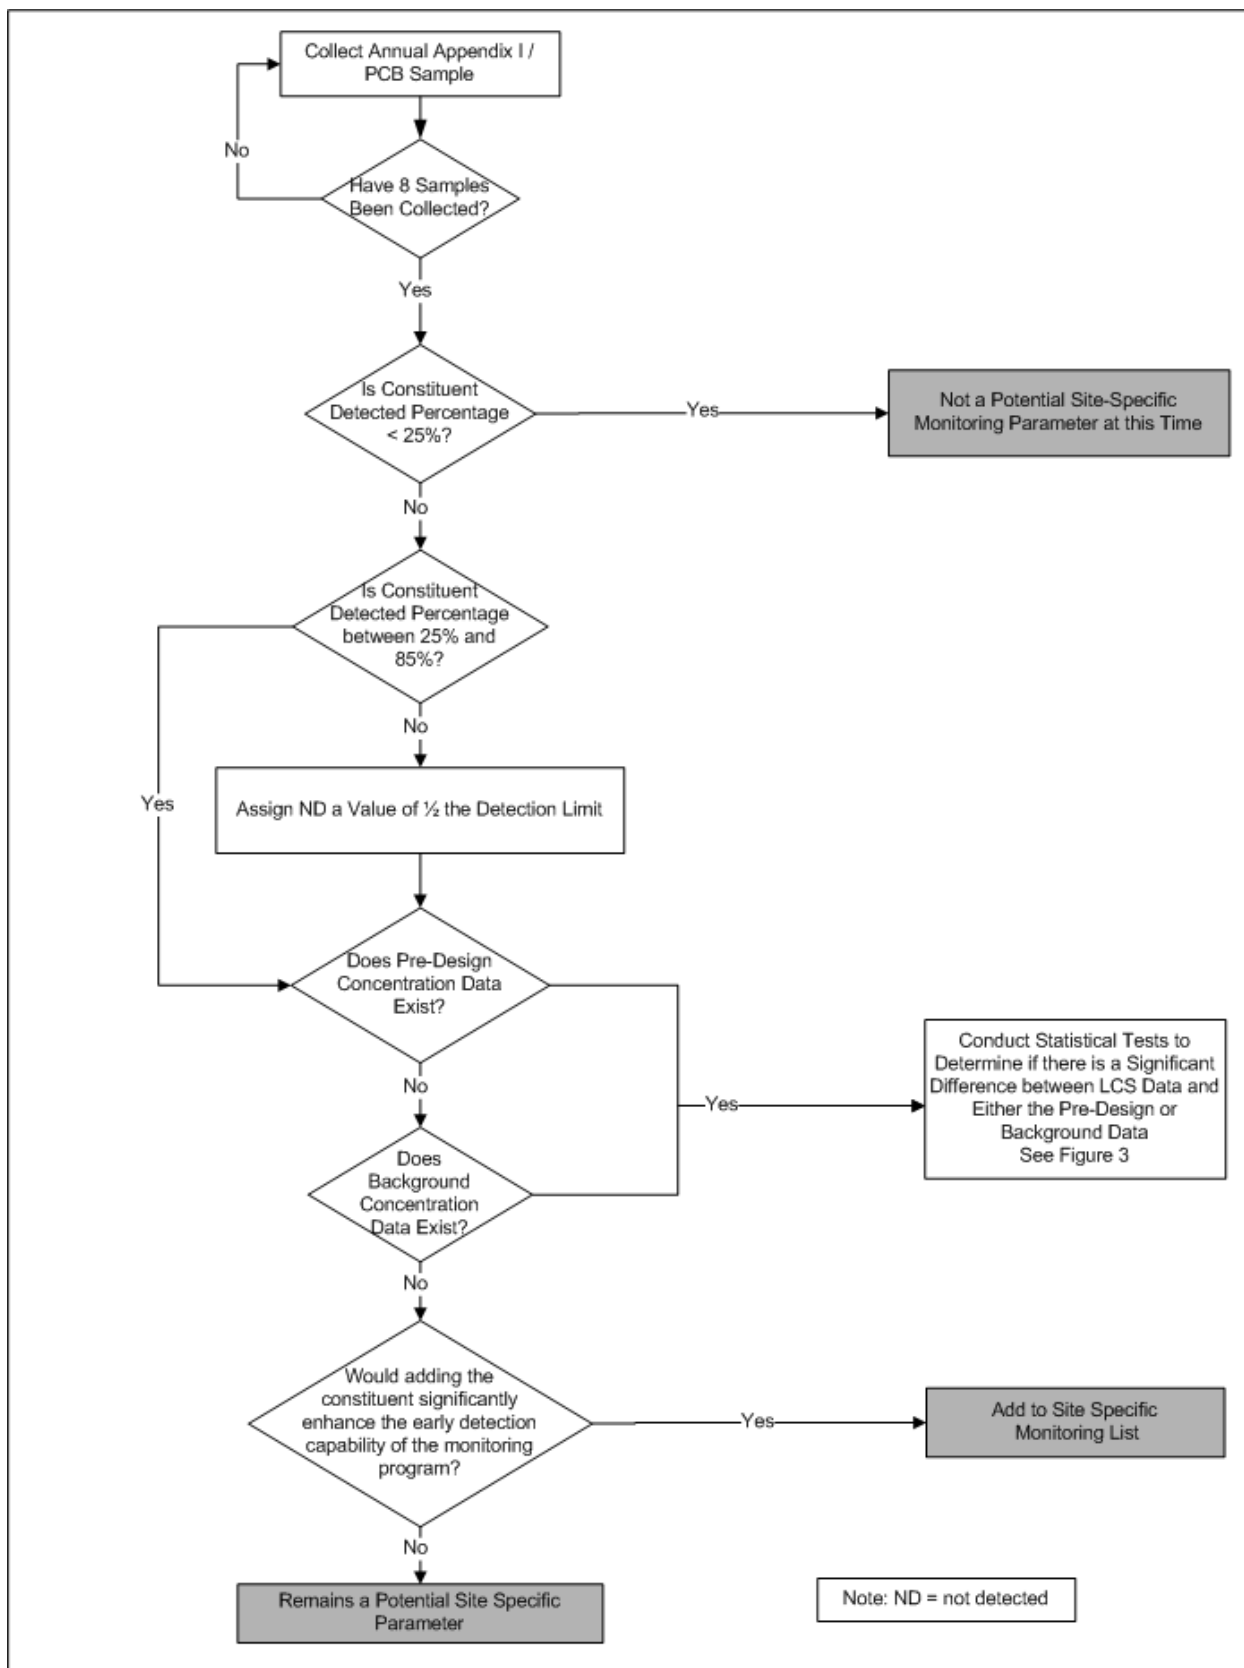 Collect Annual Appendix I /
PCB Sample
No
Have 8 Samples
Been Collected?
Yes
Is Constituent
Detected Percentage
< 25%?
Yes
Not a Potential Site-Specific
Monitoring Parameter at this Time
No
Is Constituent
Detected Percentage
between 25% and
85%?
No
Yes
Assign ND a Value of ½ the Detection Limit
Does Pre-Design
Concentration Data
Exist?
Conduct Statistical Tests to
Determine if there is a Significant
Difference between LCS Data and
Either the Pre-Design or
Background Data
See Figure 3
No
Yes
Does
Background
Concentration
Data Exist?
No
Would adding the
constituent significantly
enhance the early detection
capability of the monitoring
program?
Yes
Add to Site Specific
Monitoring List
No
Remains a Potential Site Specific
Parameter
Note: ND = not detected